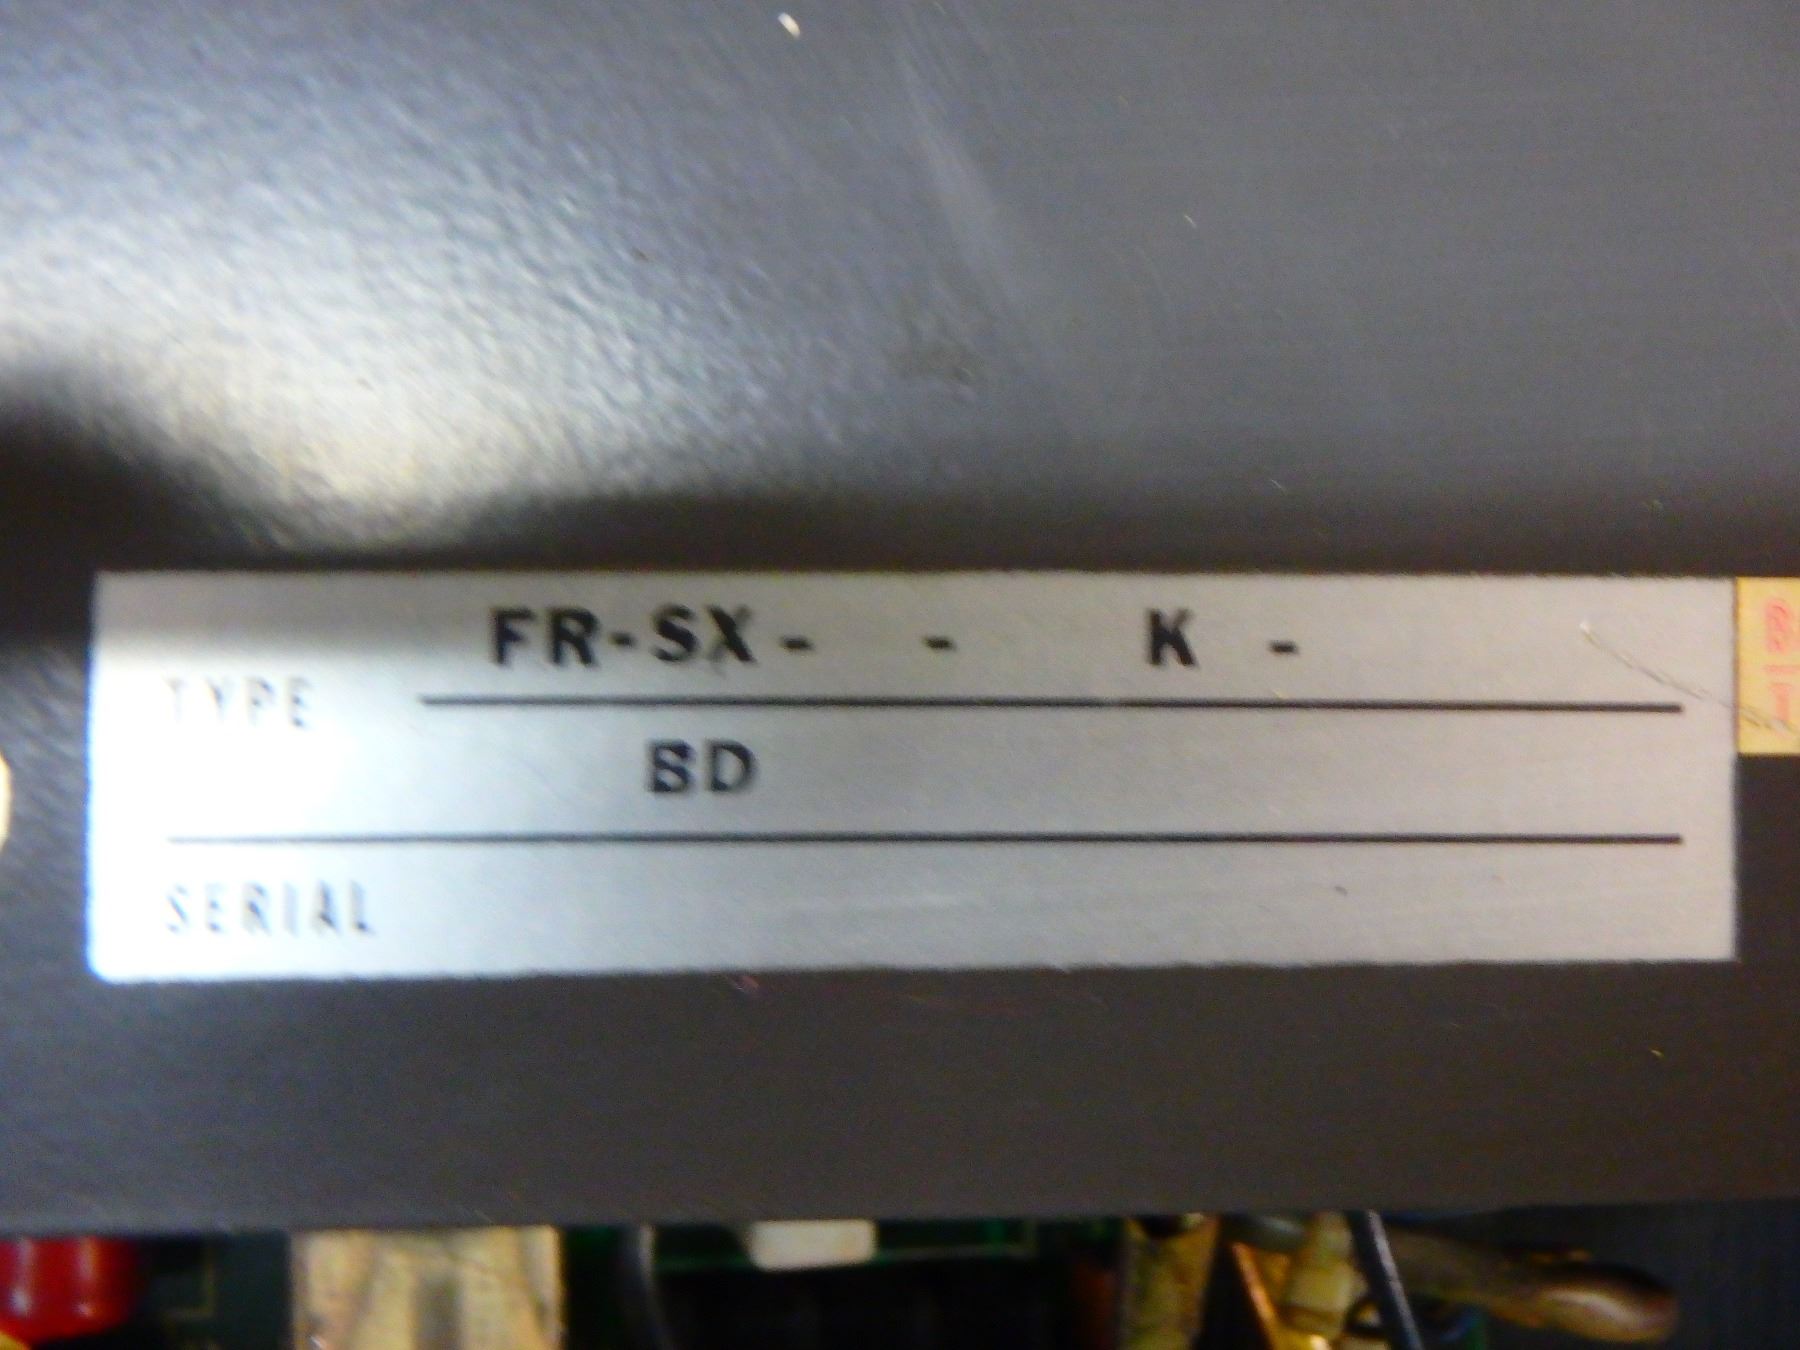 FR-SX- - K -
TYPE
BD
SERIAL